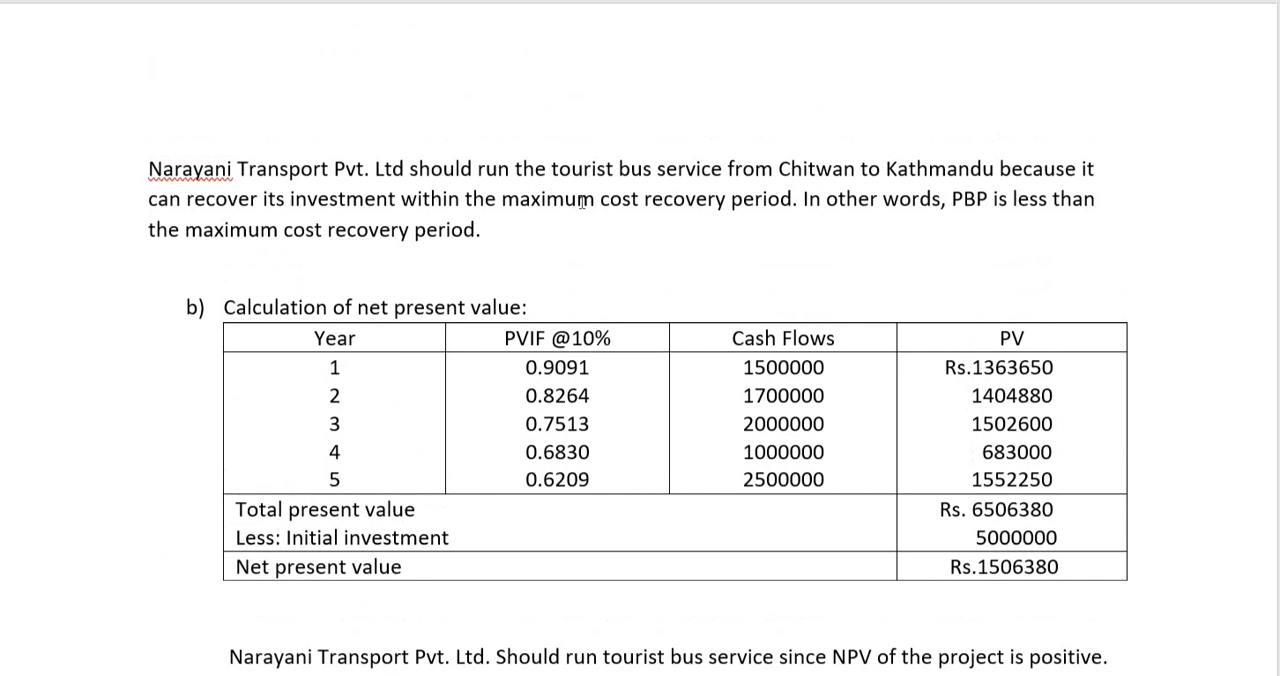 Narayani Transport Pvt. Ltd should run the tourist bus service from Chitwan to Kathmandu because it
can recover its investment within the maximum cost recovery period. In other words, PBP is less than
the maximum cost recovery period.
b) Calculation of net present value:
Year PVIF @10% Cash Flows PV
1 0.9091 1500000 Rs.1363650
2 0.8264 1700000 1404880
3 0.7513 2000000 1502600
4 0.6830 1000000 683000
5 0.6209 2500000 1552250
Total present value Rs. 6506380
Less: Initial investment 5000000
Net present value Rs.1506380
Narayani Transport Pvt. Ltd. Should run tourist bus service since NPV of the project is positive.